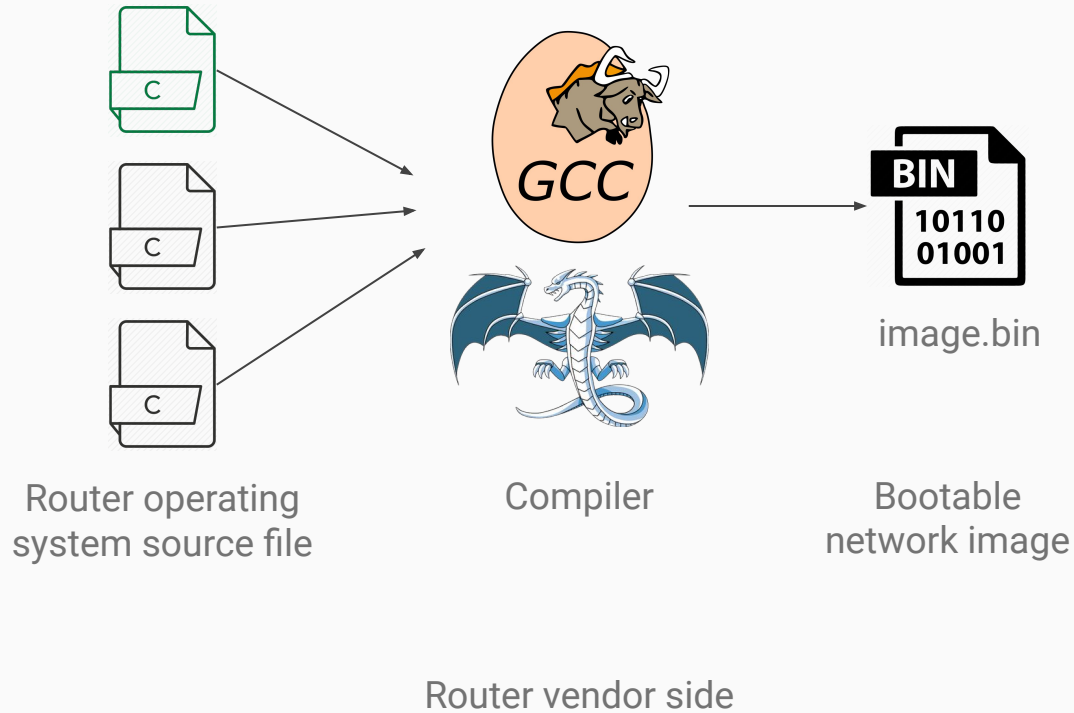 C
C
C
GCC
BIN
10110
01001
image.bin
Router operating
system source file
Compiler
Bootable
network image
Router vendor side